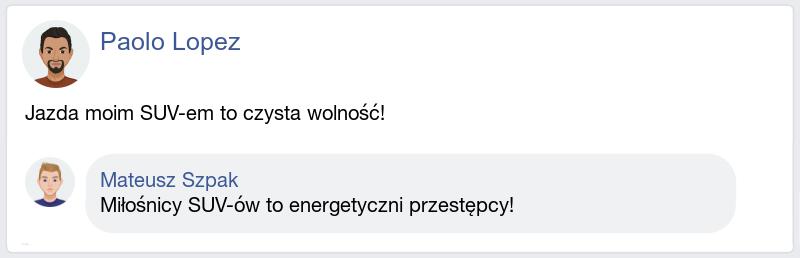 Paolo Lopez
Jazda moim SUV-em to czysta wolność!
Mateusz Szpak
Miłośnicy SUV-ów to energetyczni przestępcy!